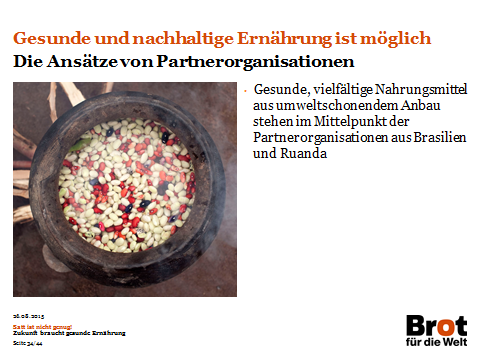 Gesunde und nachhaltige Ernährung ist möglich
Die Ansätze von Partnerorganisationen
• Gesunde, vielfältige Nahrungsmittel
aus umweltschonendem Anbau
stehen im Mittelpunkt der
Partnerorganisationen aus Brasilien
und Ruanda
26.08.2015
Satt ist nicht genug!
Zukunft braucht gesunde Ernährung
Seite 34/44
Brot
für die Welt